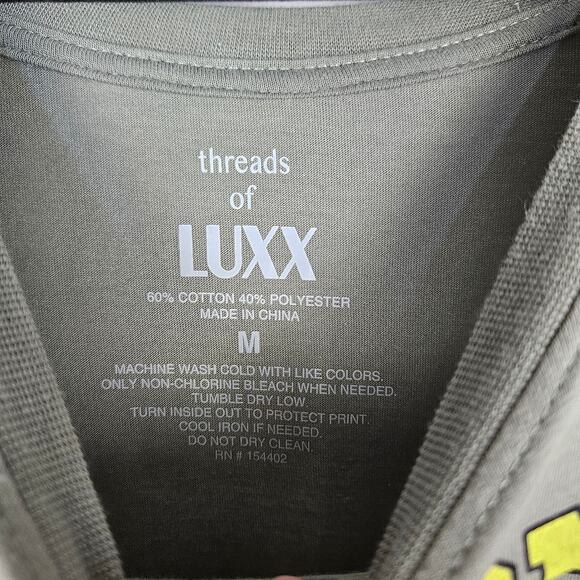 threads
of
LUXX
60% COTTON 40% POLYESTER
MADE IN CHINA
M
MACHINE WASH COLD WITH LIKE COLORS.
ONLY NON-CHLORINE BLEACH WHEN NEEDED.
TUMBLE DRY LOW.
TURN INSIDE OUT TO PROTECT PRINT.
COOL IRON IF NEEDED.
DO NOT DRY CLEAN.
RN # 154402